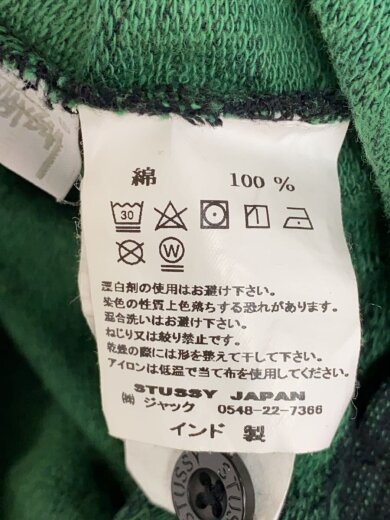 STUSSY
綿 100 %
30
W
漂白剤の使用はお避け下さい。
染色の性質上色落ちする恐れがあります。
混合洗いはお避け下さい。
ねじり又は絞り禁止です。
乾燥の際には形を整えて干して下さい。
アイロンは低温で当て布を使用してください。
STUSSY JAPAN
㈱ ジャック 0548-22-7366
インド 製
STUSSY